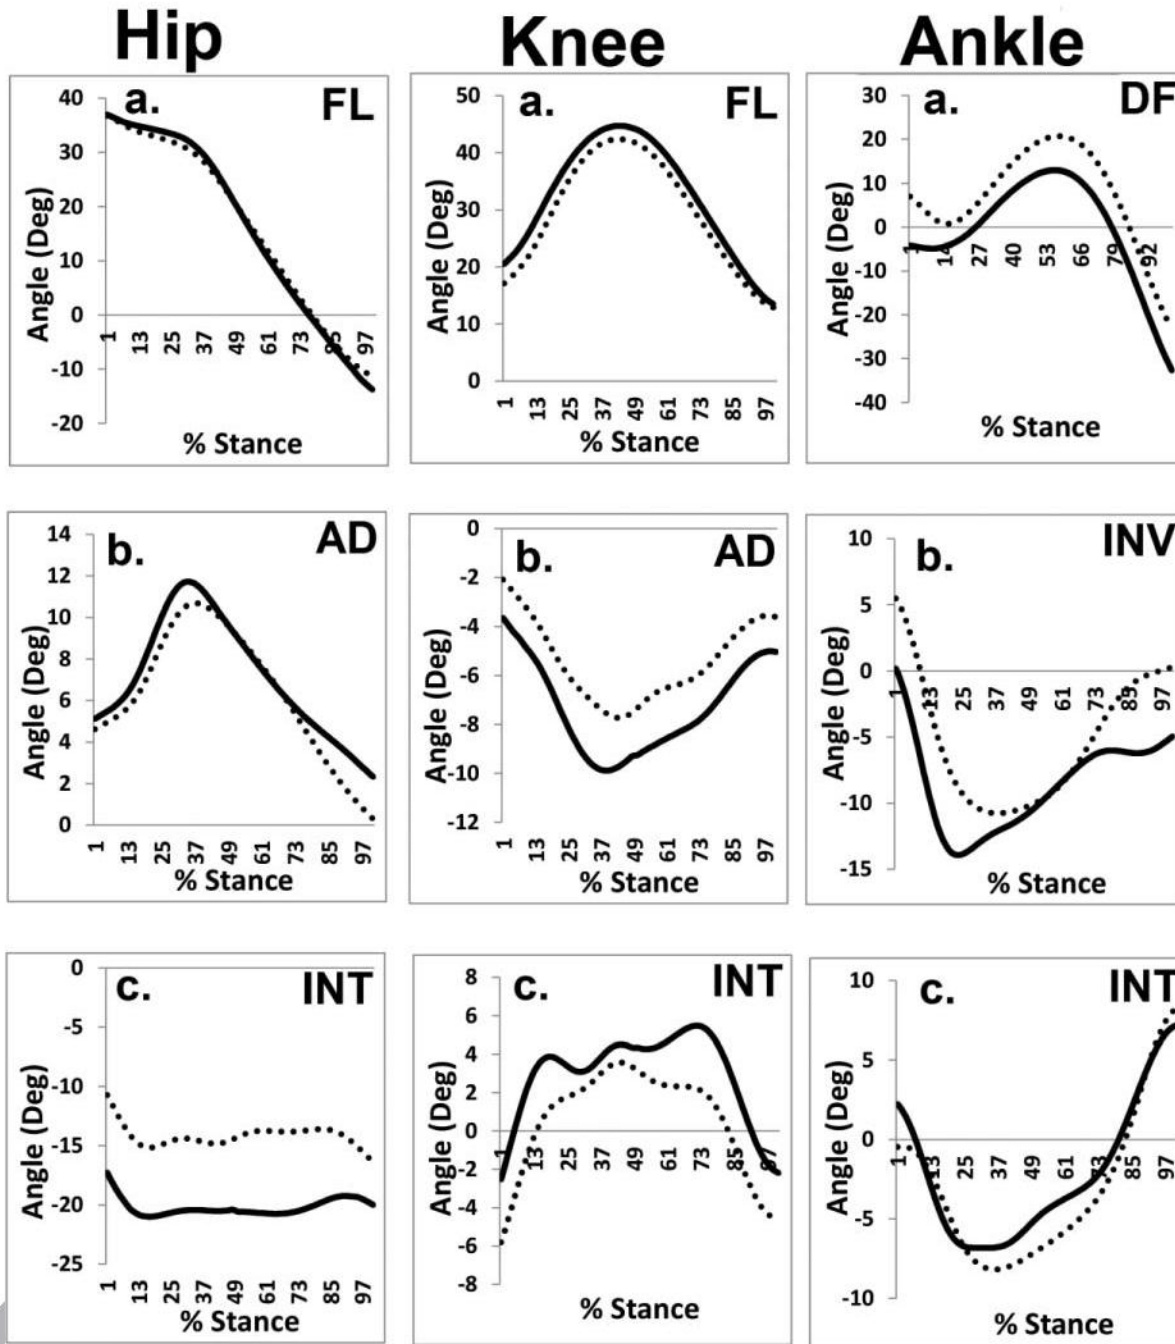 Hip Knee Ankle
a. FL
40
30
20
10
0
-10
-20
Angle (Deg)
1 13 25 37 49 61 73 85 97
% Stance
a. FL
50
40
30
20
10
0
Angle (Deg)
1 13 25 37 49 61 73 85 97
% Stance
a. DF
30
20
10
0
-10
-20
-30
-40
Angle (Deg)
1 14 27 40 53 66 79 92
% Stance
b. AD
14
12
10
8
6
4
2
0
Angle (Deg)
1 13 25 37 49 61 73 85 97
% Stance
b. AD
0
-2
-4
-6
-8
-10
-12
Angle (Deg)
1 13 25 37 49 61 73 85 97
% Stance
b. INV
10
5
0
-5
-10
-15
Angle (Deg)
1 13 25 37 49 61 73 85 97
% Stance
c. INT
0
-5
-10
-15
-20
-25
Angle (Deg)
1 13 25 37 49 61 73 85 97
% Stance
c. INT
8
6
4
2
0
-2
-4
-6
-8
Angle (Deg)
1 13 25 37 49 61 73 85 97
% Stance
c. INT
10
5
0
-5
-10
Angle (Deg)
1 13 25 37 49 61 73 85 97
% Stance